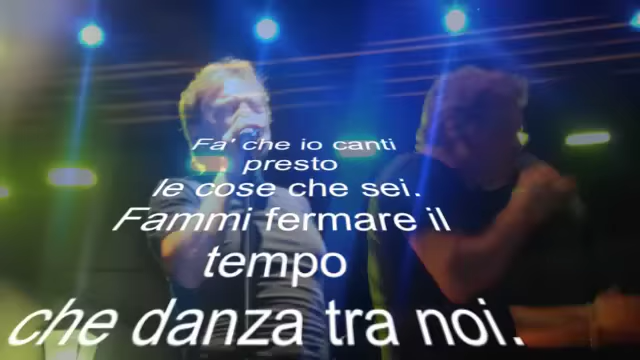 Fa' che io canti
presto
le cose che sei.
Fammi fermare il
tempo
che danza tra noi.